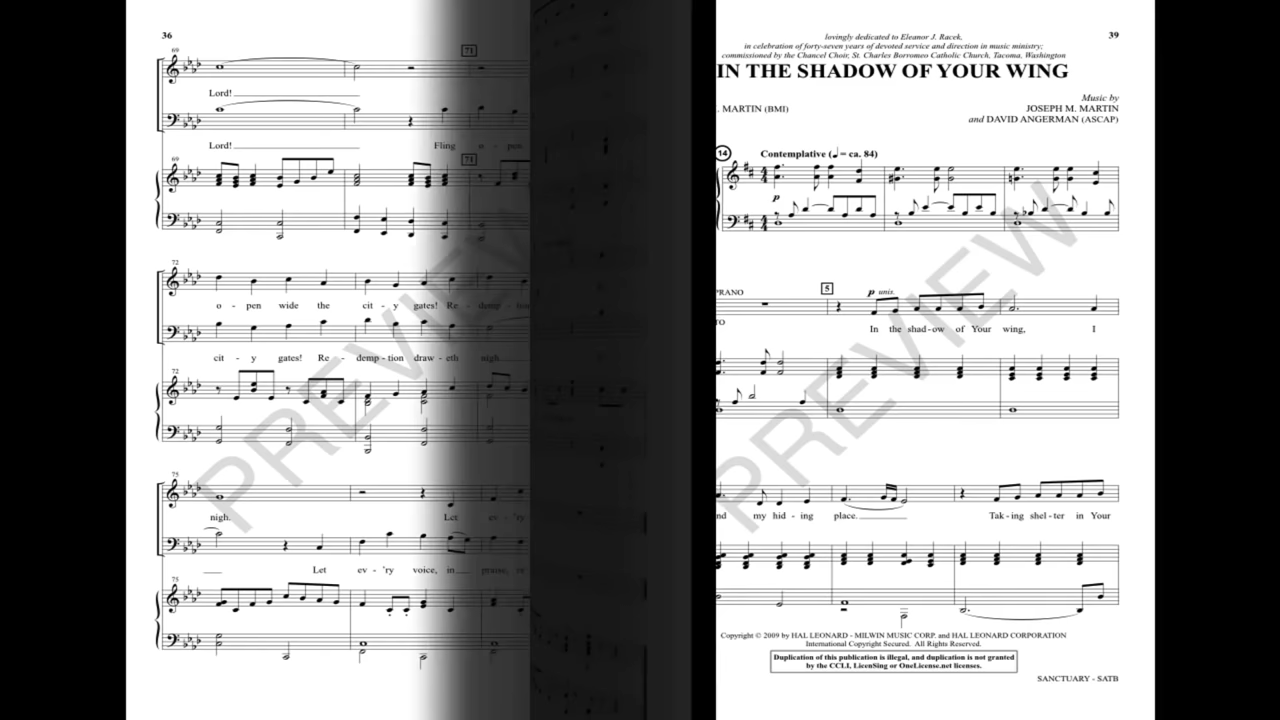 36
69
71
Lord!
Lord!
Fling o - pen
69
71
72
o - pen wide the cit - y gates! Re - demp - tion
cit - y gates! Re - demp - tion draw - eth nigh.
72
75
nigh. Let ev - 'ry
Let ev - 'ry voice, in praise,
75
PREVIEW
39
lovingly dedicated to Eleanor J. Racek,
in celebration of forty-seven years of devoted service and direction in music ministry;
commissioned by the Chancel Choir, St. Charles Borromeo Catholic Church, Tacoma, Washington
IN THE SHADOW OF YOUR WING
Music by
. MARTIN (BMI)
JOSEPH M. MARTIN
and DAVID ANGERMAN (ASCAP)
14
Contemplative (♩ = ca. 84)
p
PRANO
5
p unis.
TO
In the shad - ow of Your wing, I
nd my hid - ing place. Tak - ing shel - ter in Your
PREVIEW
Copyright © 2009 by HAL LEONARD - MILWIN MUSIC CORP. and HAL LEONARD CORPORATION
International Copyright Secured. All Rights Reserved.
Duplication of this publication is illegal, and duplication is not granted
by the CCLI, LicenSing or OneLicense.net licenses.
SANCTUARY - SATB